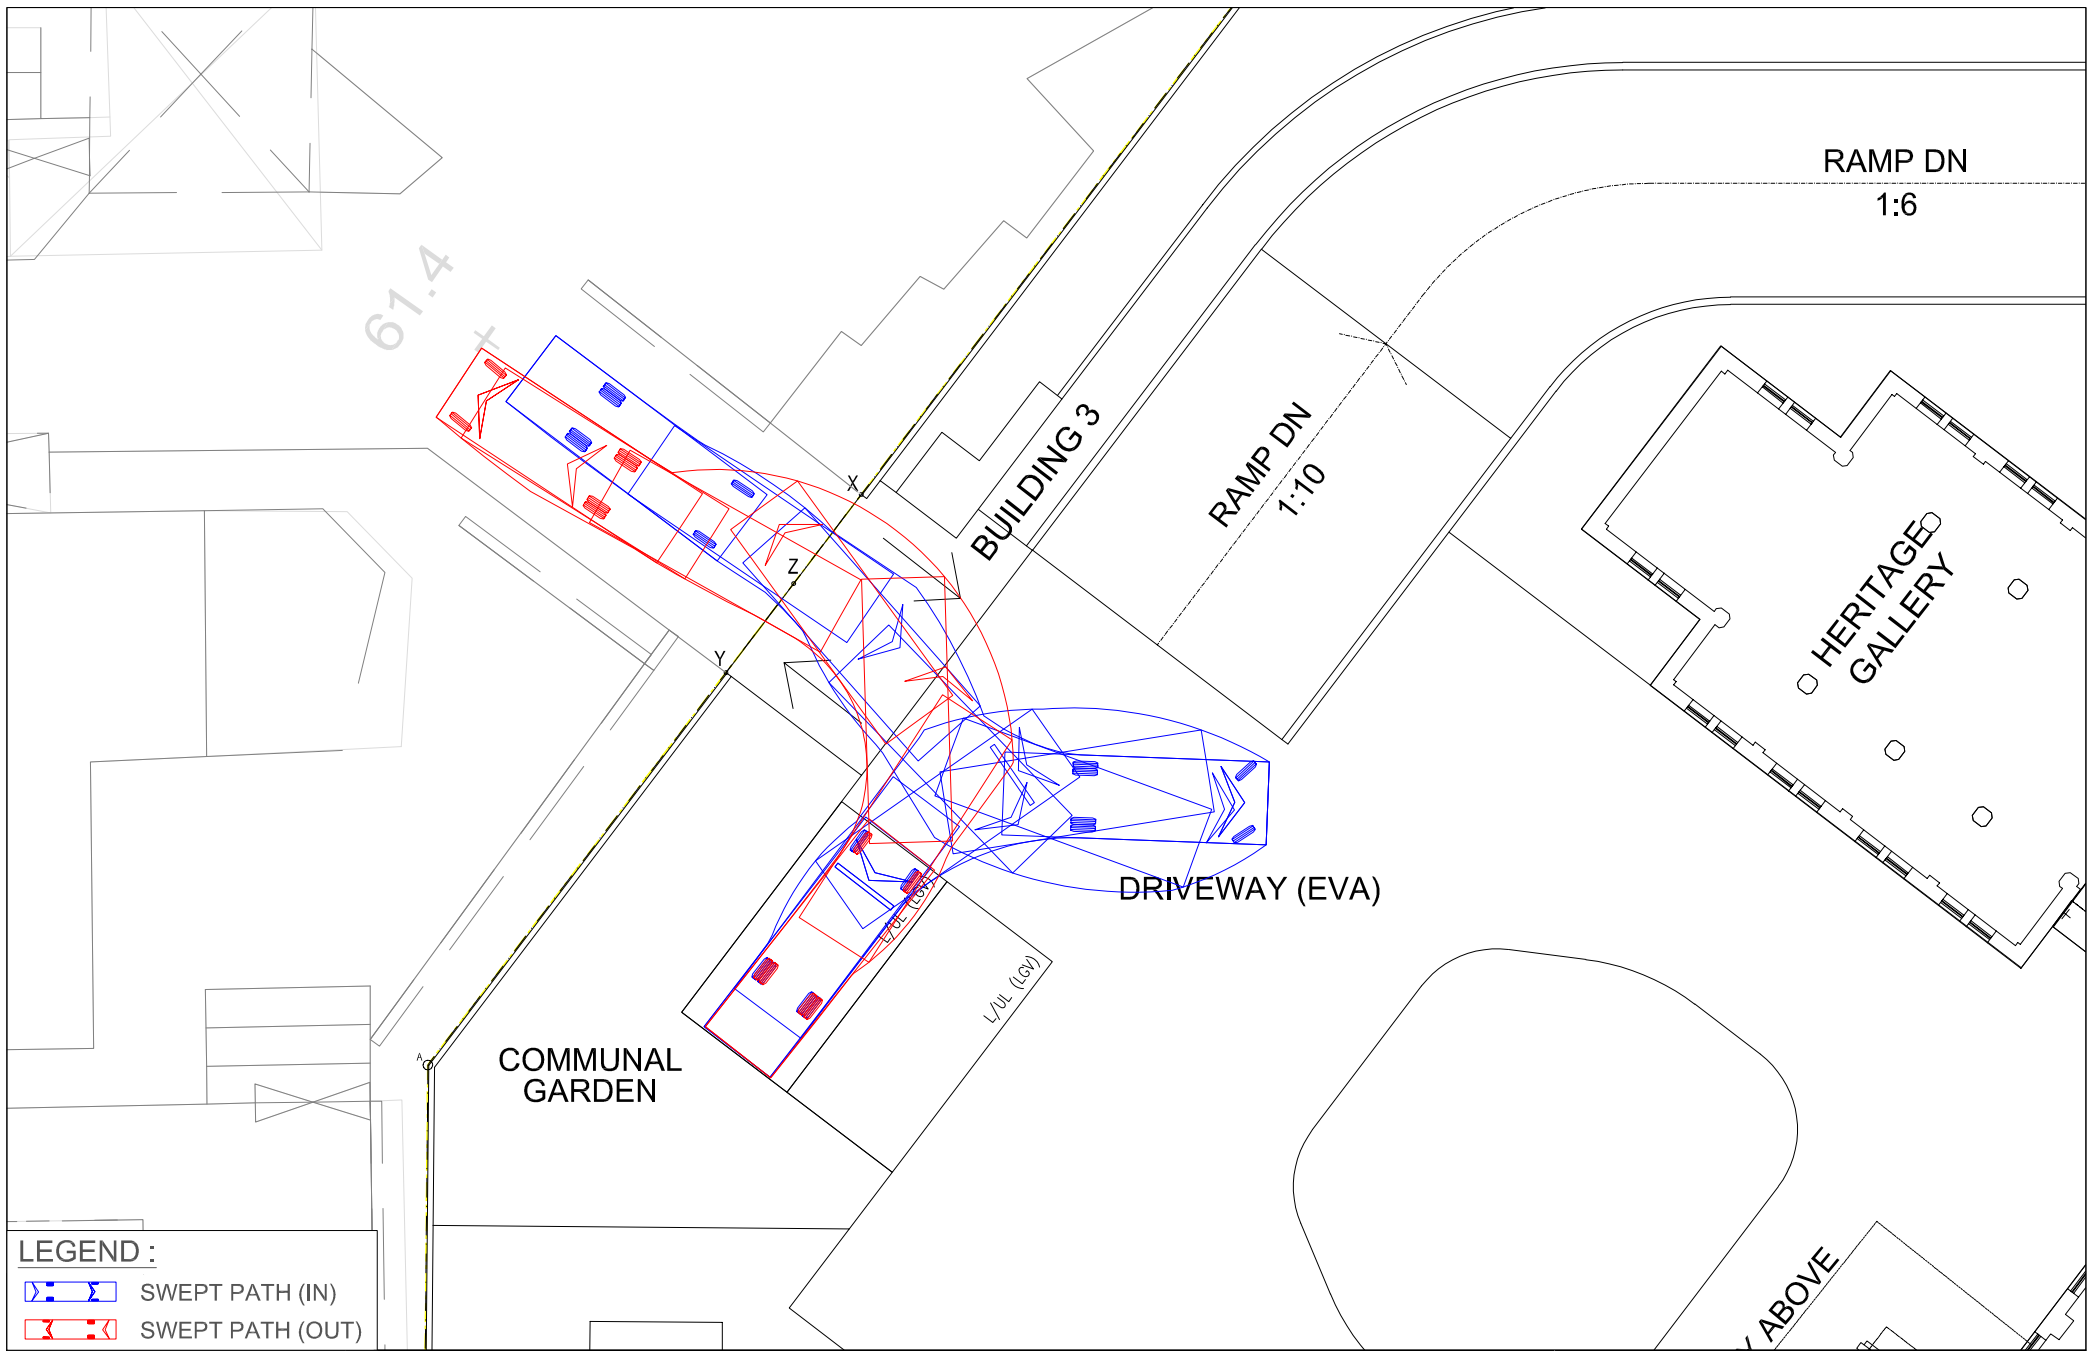 RAMP DN
1:6
61.4
X
BUILDING 3
RAMP DN
1:10
Z
Y
HERITAGE
GALLERY
DRIVEWAY (EVA)
L/UL (LGV)
L/UL (LGV)
A
COMMUNAL
GARDEN
LEGEND :
SWEPT PATH (IN)
SWEPT PATH (OUT)
ABOVE